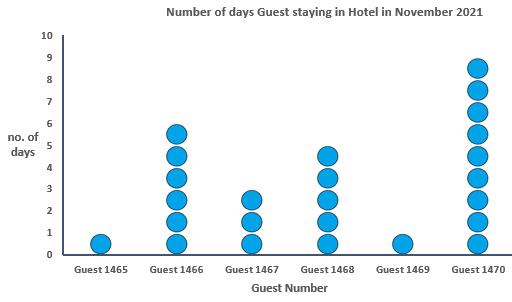 Number of days Guest staying in Hotel in November 2021
10
9
8
7
6
5
4
3
2
1
0
no. of
days
Guest 1465 Guest 1466 Guest 1467 Guest 1468 Guest 1469 Guest 1470
Guest Number